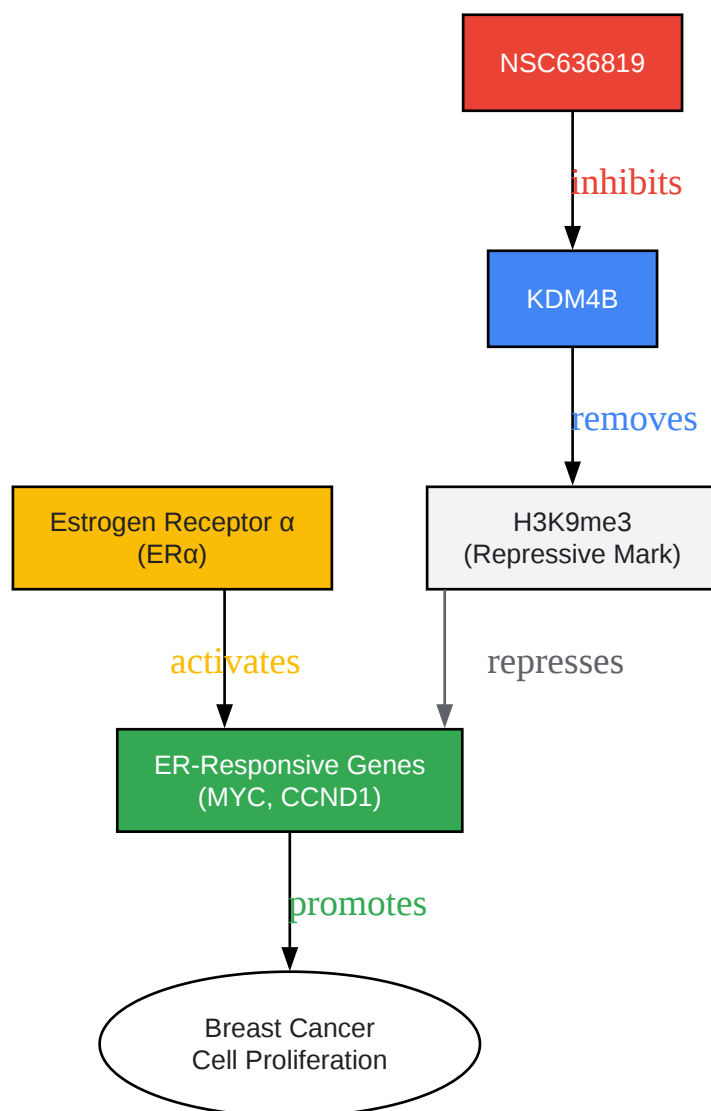 NSC636819
inhibits
KDM4B
removes
Estrogen Receptor α
(ERα)
H3K9me3
(Repressive Mark)
activates
represses
ER-Responsive Genes
(MYC, CCND1)
promotes
Breast Cancer
Cell Proliferation